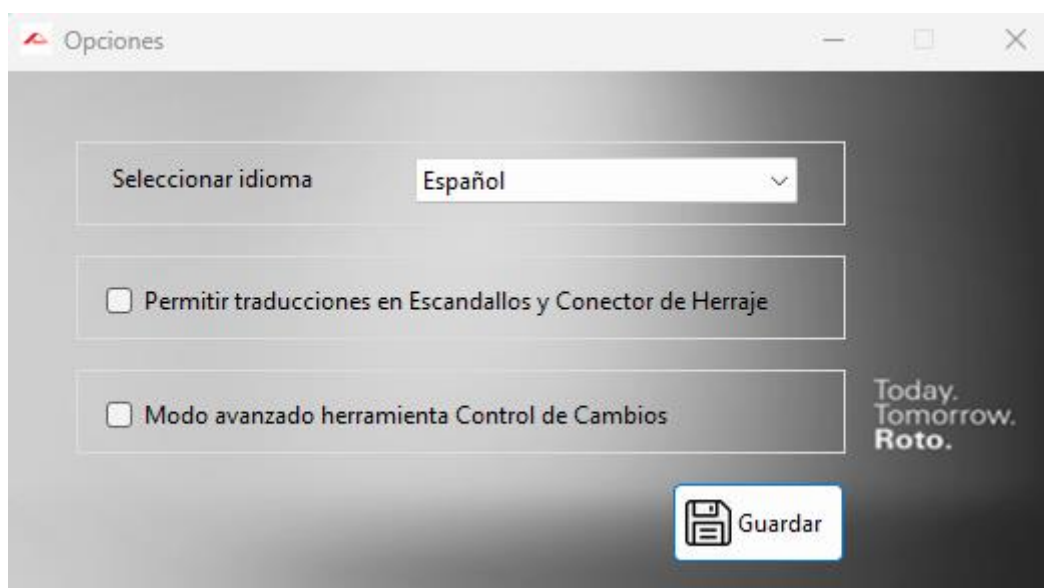 Opciones
Seleccionar idioma
Español
Permitir traducciones en Escandallos y Conector de Herraje
Modo avanzado herramienta Control de Cambios
Today.
Tomorrow.
Roto.
Guardar